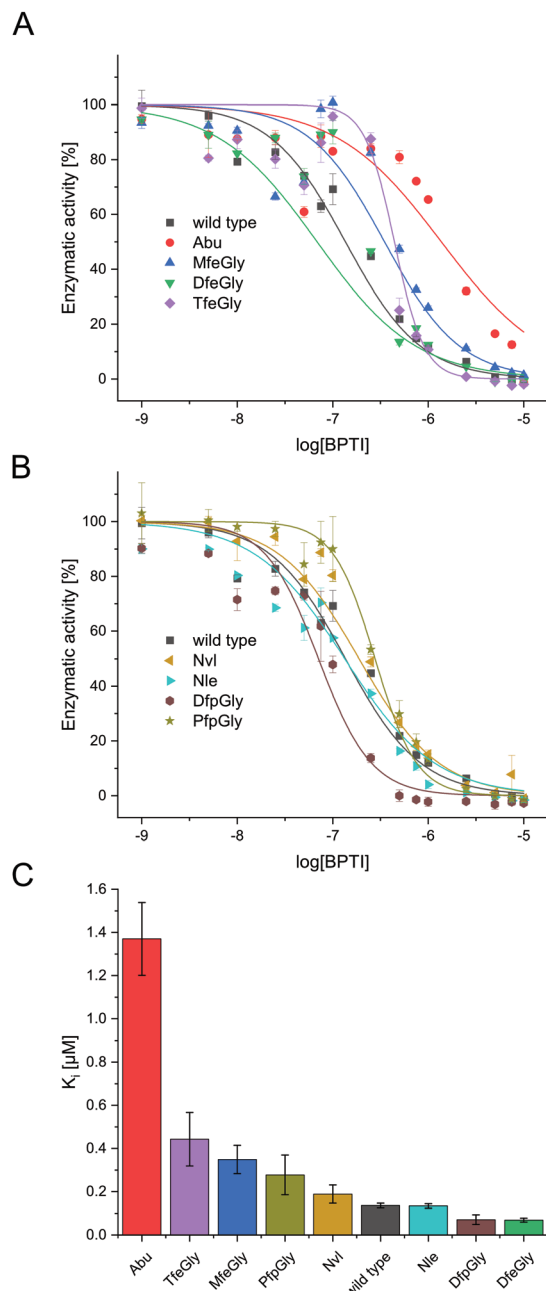 A
Enzymatic activity [%]
100
80
60
40
20
0
wild type
Abu
MfeGly
DfeGly
TfeGly
-9
-8
-7
-6
-5
log[BPTI]
B
Enzymatic activity [%]
100
80
60
40
20
0
wild type
Nvl
Nle
DfpGly
PfpGly
-9
-8
-7
-6
-5
log[BPTI]
C
Ki [µM]
1.6
1.4
1.2
1.0
0.8
0.6
0.4
0.2
0.0
Abu
TfeGly
MfeGly
PfpGly
Nvl
wild type
Nle
DfpGly
DfeGly